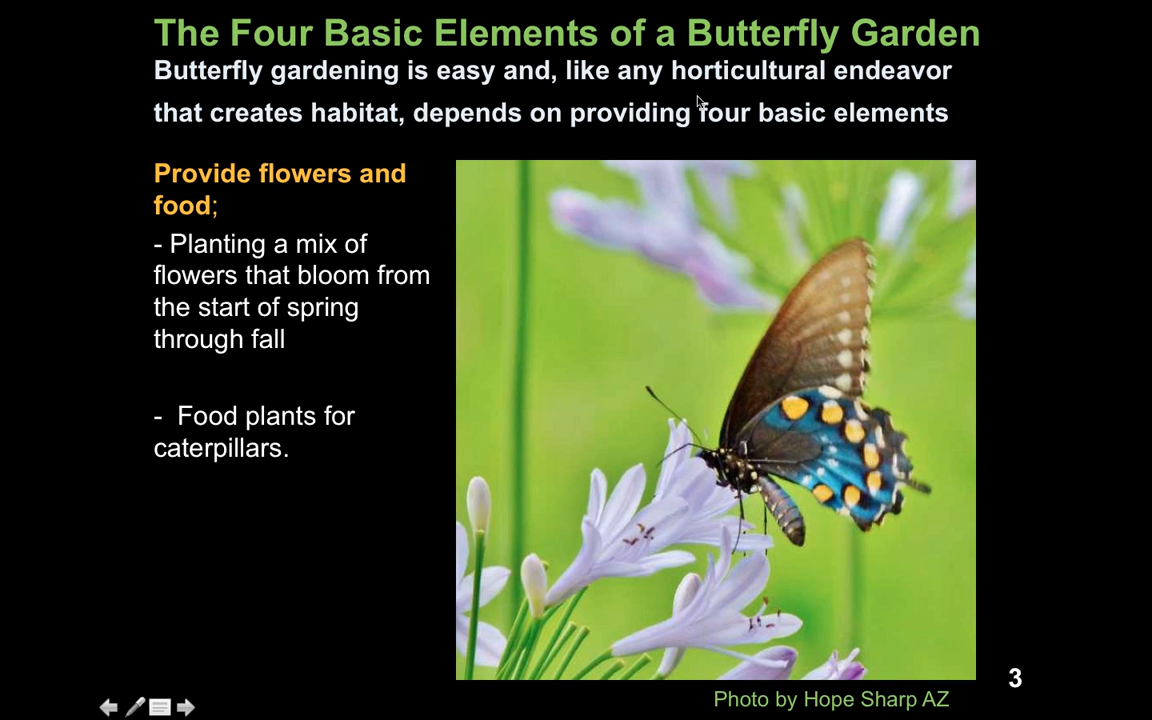 The Four Basic Elements of a Butterfly Garden
Butterfly gardening is easy and, like any horticultural endeavor
that creates habitat, depends on providing four basic elements
Provide flowers and
food;
- Planting a mix of
flowers that bloom from
the start of spring
through fall
- Food plants for
caterpillars.
3
Photo by Hope Sharp AZ